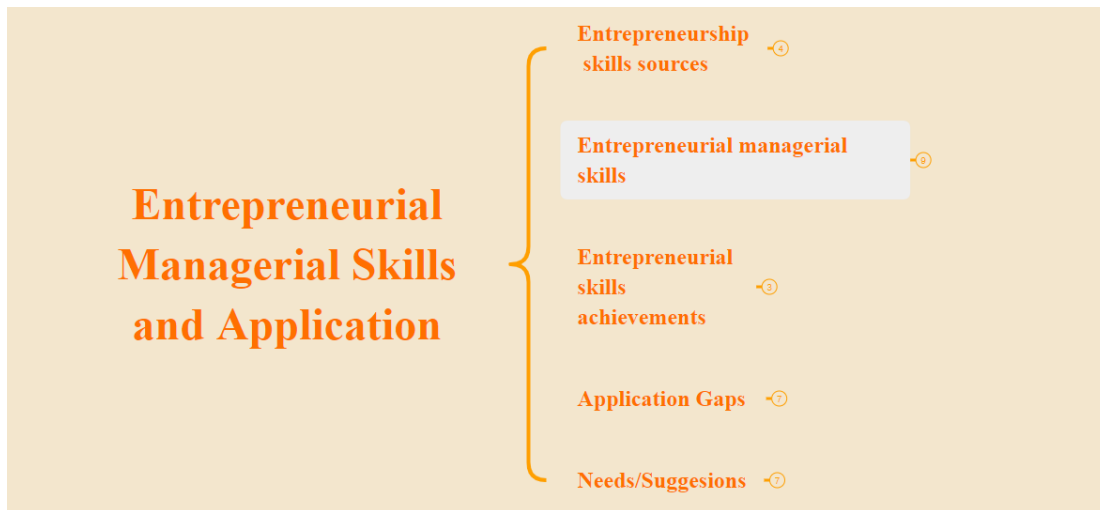 Entrepreneurial
Managerial Skills
and Application
Entrepreneurship
skills sources
4
Entrepreneurial managerial
skills
9
Entrepreneurial
skills
achievements
3
Application Gaps
7
Needs/Suggesions
7